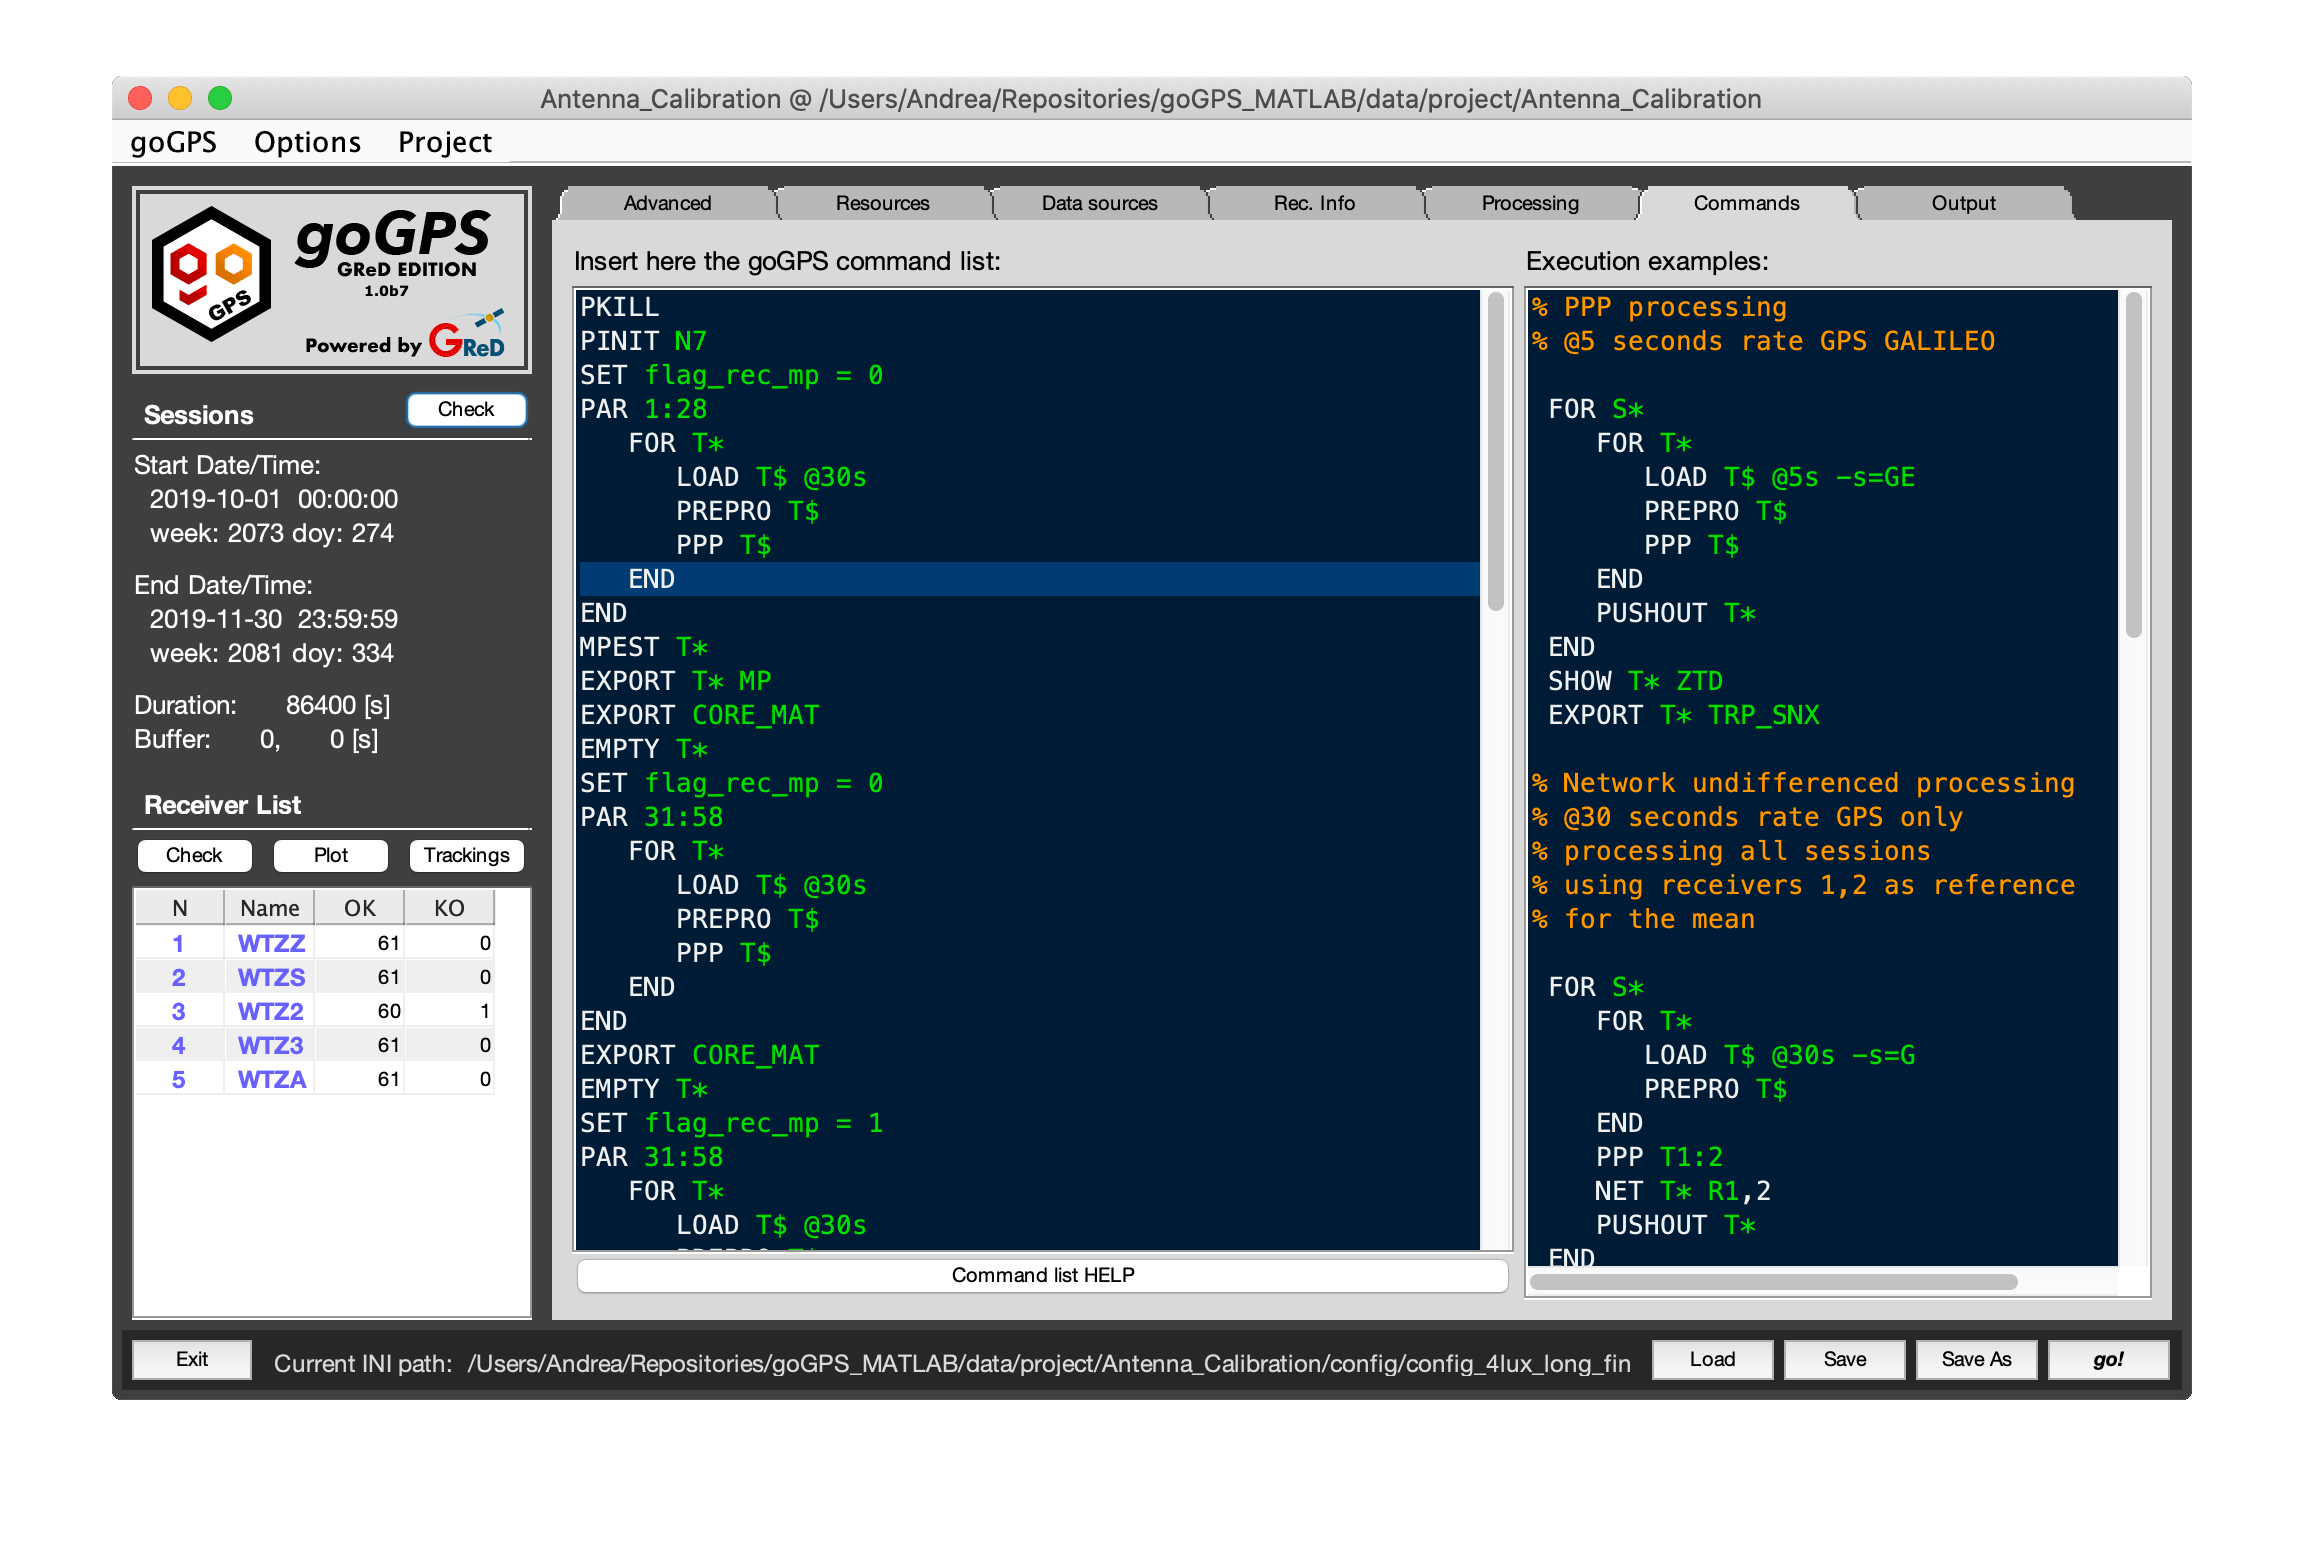 Antenna_Calibration @ /Users/Andrea/Repositories/goGPS_MATLAB/data/project/Antenna_Calibration
goGPS Options Project
go GPS
goGPS
GReD EDITION
1.0b7
Powered by GReD
Sessions Check
Start Date/Time:
2019-10-01 00:00:00
week: 2073 doy: 274
End Date/Time:
2019-11-30 23:59:59
week: 2081 doy: 334
Duration: 86400 [s]
Buffer: 0, 0 [s]
Receiver List
Check Plot Trackings
N Name OK KO
1 WTZZ 61 0
2 WTZS 61 0
3 WTZ2 60 1
4 WTZ3 61 0
5 WTZA 61 0
Advanced Resources Data sources Rec. Info Processing Commands Output
Insert here the goGPS command list:
PKILL
PINIT N7
SET flag_rec_mp = 0
PAR 1:28
FOR T*
LOAD T$ @30s
PREPRO T$
PPP T$
END
END
MPEST T*
EXPORT T* MP
EXPORT CORE_MAT
EMPTY T*
SET flag_rec_mp = 0
PAR 31:58
FOR T*
LOAD T$ @30s
PREPRO T$
PPP T$
END
END
EXPORT CORE_MAT
EMPTY T*
SET flag_rec_mp = 1
PAR 31:58
FOR T*
LOAD T$ @30s
Command list HELP
Execution examples:
% PPP processing
% @5 seconds rate GPS GALILEO
FOR S*
FOR T*
LOAD T$ @5s -s=GE
PREPRO T$
PPP T$
END
PUSHOUT T*
END
SHOW T* ZTD
EXPORT T* TRP_SNX
% Network undifferenced processing
% @30 seconds rate GPS only
% processing all sessions
% using receivers 1,2 as reference
% for the mean
FOR S*
FOR T*
LOAD T$ @30s -s=G
PREPRO T$
END
PPP T1:2
NET T* R1,2
PUSHOUT T*
END
Exit Current INI path: /Users/Andrea/Repositories/goGPS_MATLAB/data/project/Antenna_Calibration/config/config_4lux_long_fin Load Save Save As go!